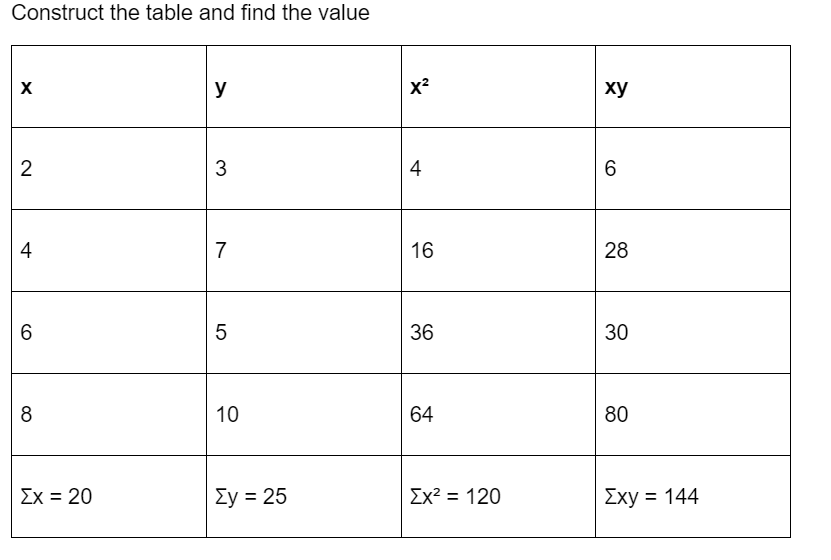 Construct the table and find the value
x y x² xy
2 3 4 6
4 7 16 28
6 5 36 30
8 10 64 80
Σx = 20 Σy = 25 Σx² = 120 Σxy = 144